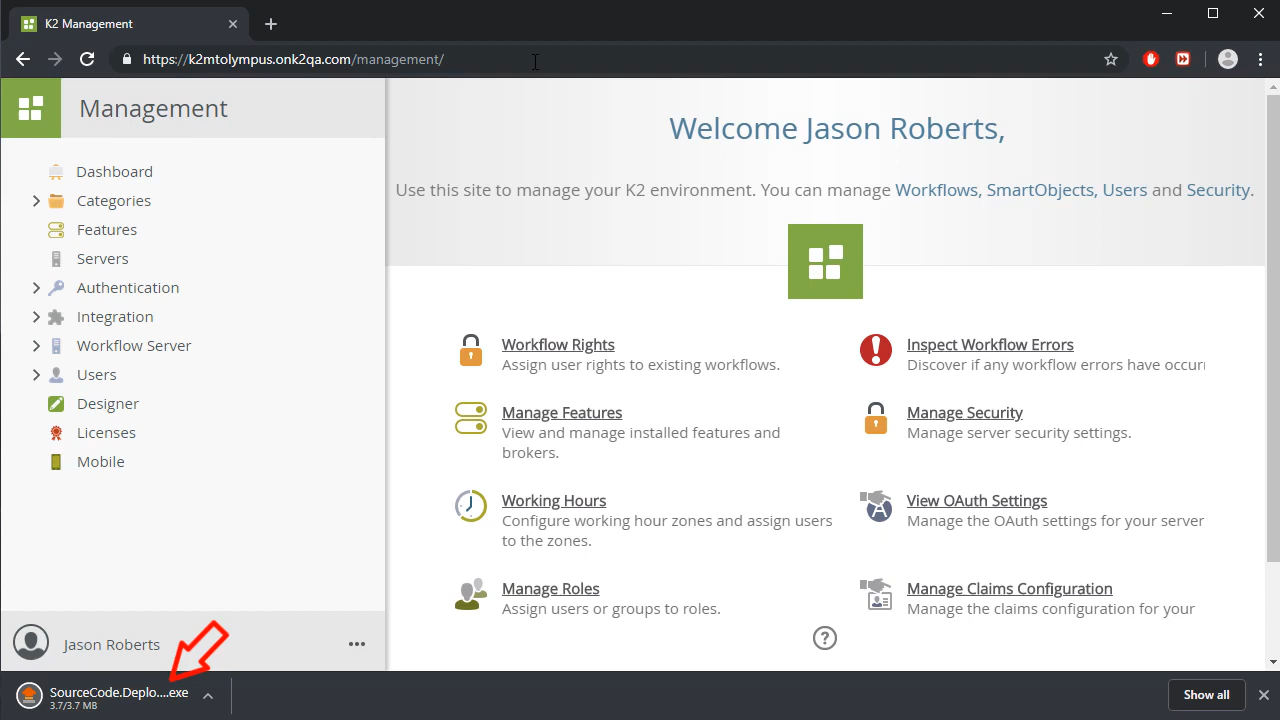 K2 Management
https://k2mtolympus.onk2qa.com/management/
Management
Dashboard
Categories
Features
Servers
Authentication
Integration
Workflow Server
Users
Designer
Licenses
Mobile
Jason Roberts
Welcome Jason Roberts,
Use this site to manage your K2 environment. You can manage Workflows, SmartObjects, Users and Security.
Workflow Rights
Assign user rights to existing workflows.
Inspect Workflow Errors
Discover if any workflow errors have occurr
Manage Features
View and manage installed features and
brokers.
Manage Security
Manage server security settings.
Working Hours
Configure working hour zones and assign users
to the zones.
View OAuth Settings
Manage the OAuth settings for your server
Manage Roles
Assign users or groups to roles.
Manage Claims Configuration
Manage the claims configuration for your
SourceCode.Deplo....exe
3.7/3.7 MB
Show all